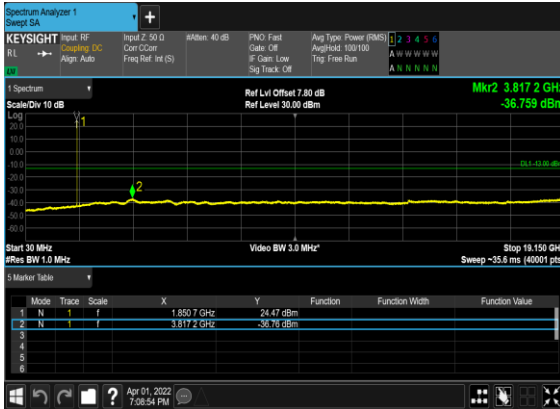 Spectrum Analyzer 1
Swept SA
+
KEYSIGHT Input: RF Input Z: 50 Ω #Atten: 40 dB PNO: Fast Avg Type: Power (RMS) 1 2 3 4 5 6
RL Coupling: DC Corr CCorr Gate: Off Avg|Hold: 100/100 A W W W W W
Align: Auto Freq Ref: Int (S) IF Gain: Low Trig: Free Run
Sig Track: Off A N N N N N
1 Spectrum Ref Lvl Offset 7.80 dB Mkr2 3.817 2 GHz
Scale/Div 10 dB Ref Level 30.00 dBm -36.759 dBm
Log
20.0 1
0.00
-10.0 DL1 -13.00 dBm
-20.0
-30.0 2
-40.0
-50.0
-60.0
Start 30 MHz Video BW 3.0 MHz* Stop 19.150 GH
#Res BW 1.0 MHz Sweep ~35.6 ms (40001 pts
5 Marker Table
Mode Trace Scale X Y Function Function Width Function Value
1 N 1 f 1.850 7 GHz 24.47 dBm
2 N 1 f 3.817 2 GHz -36.76 dBm
3
4
5
6
? Apr 01, 2022
7:08:54 PM